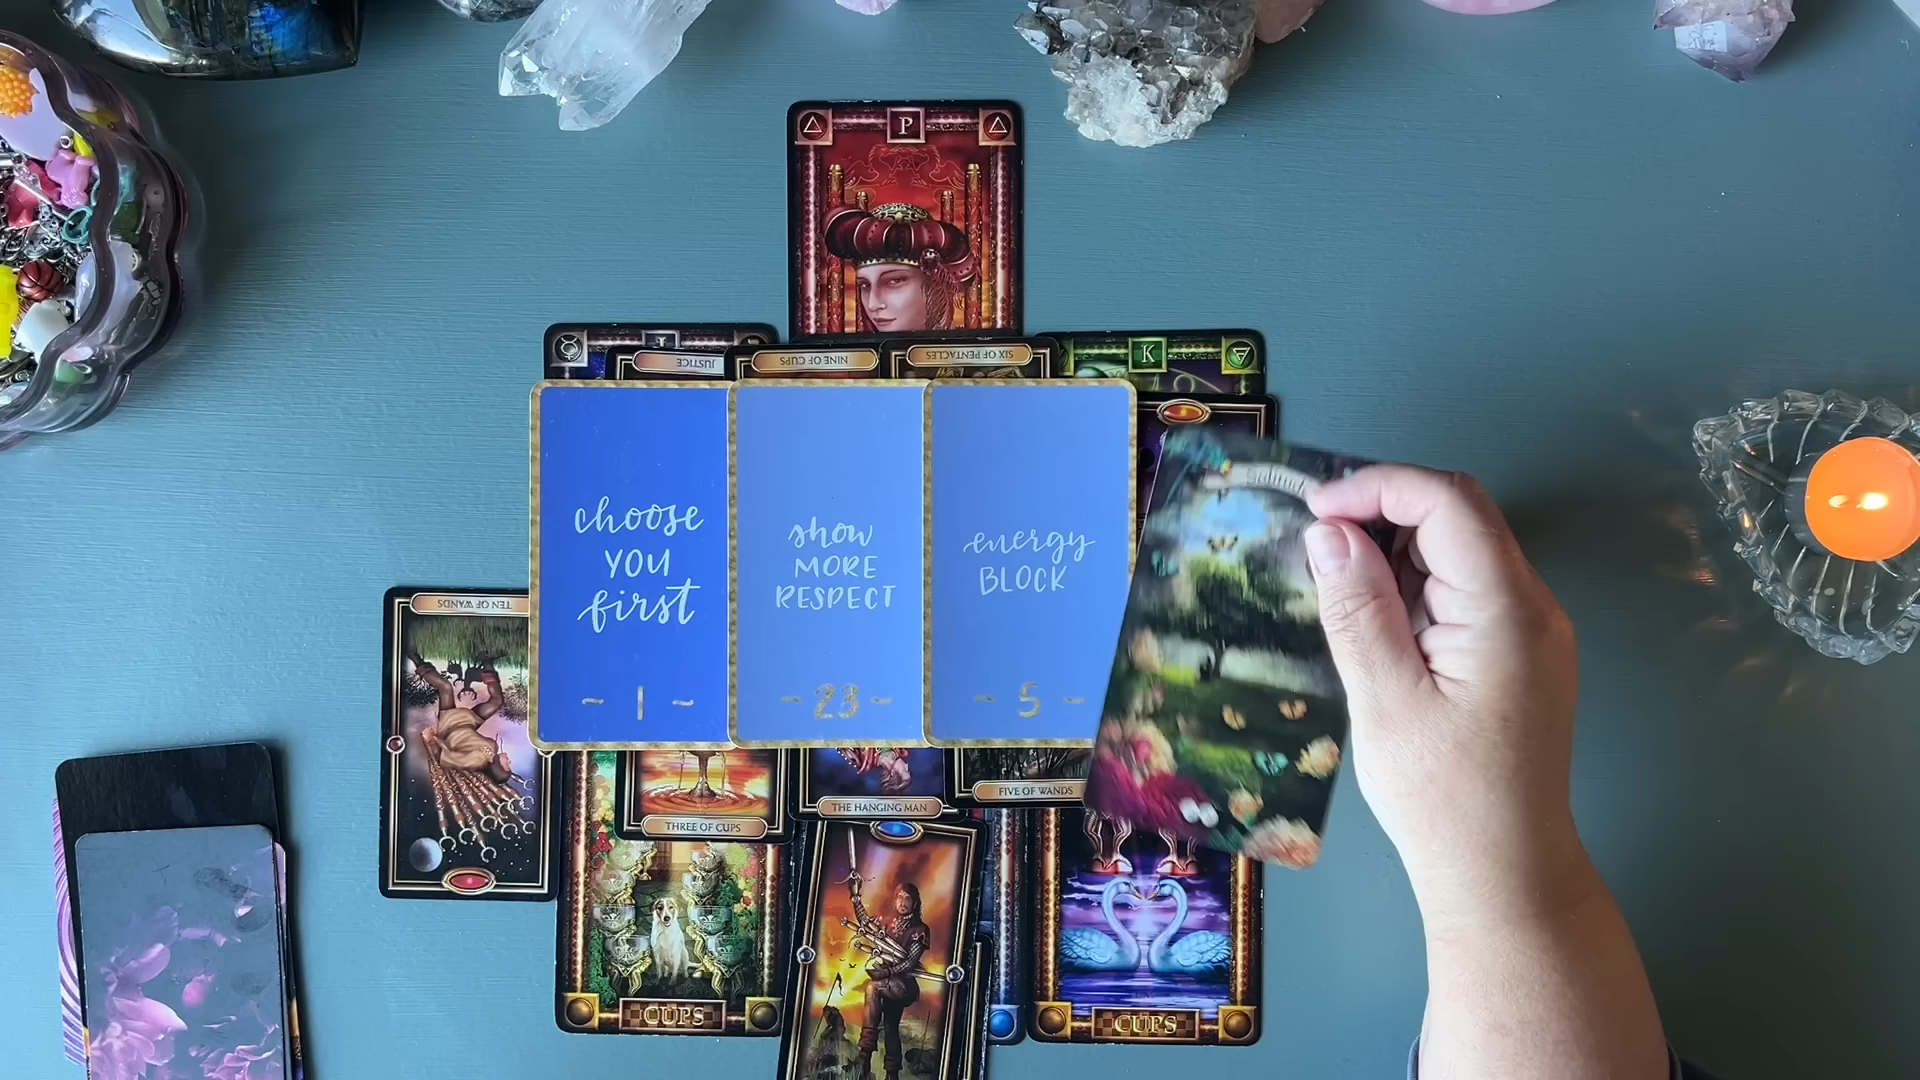 P
K
JUSTICE
NINE OF CUPS
SIX OF PENTACLES
choose
YOU
first
- 1 -
show
MORE
RESPECT
- 23 -
energy
BLOCK
- 5 -
Solitude
TEN OF WANDS
THREE OF CUPS
THE HANGING MAN
FIVE OF WANDS
CUPS
CUPS